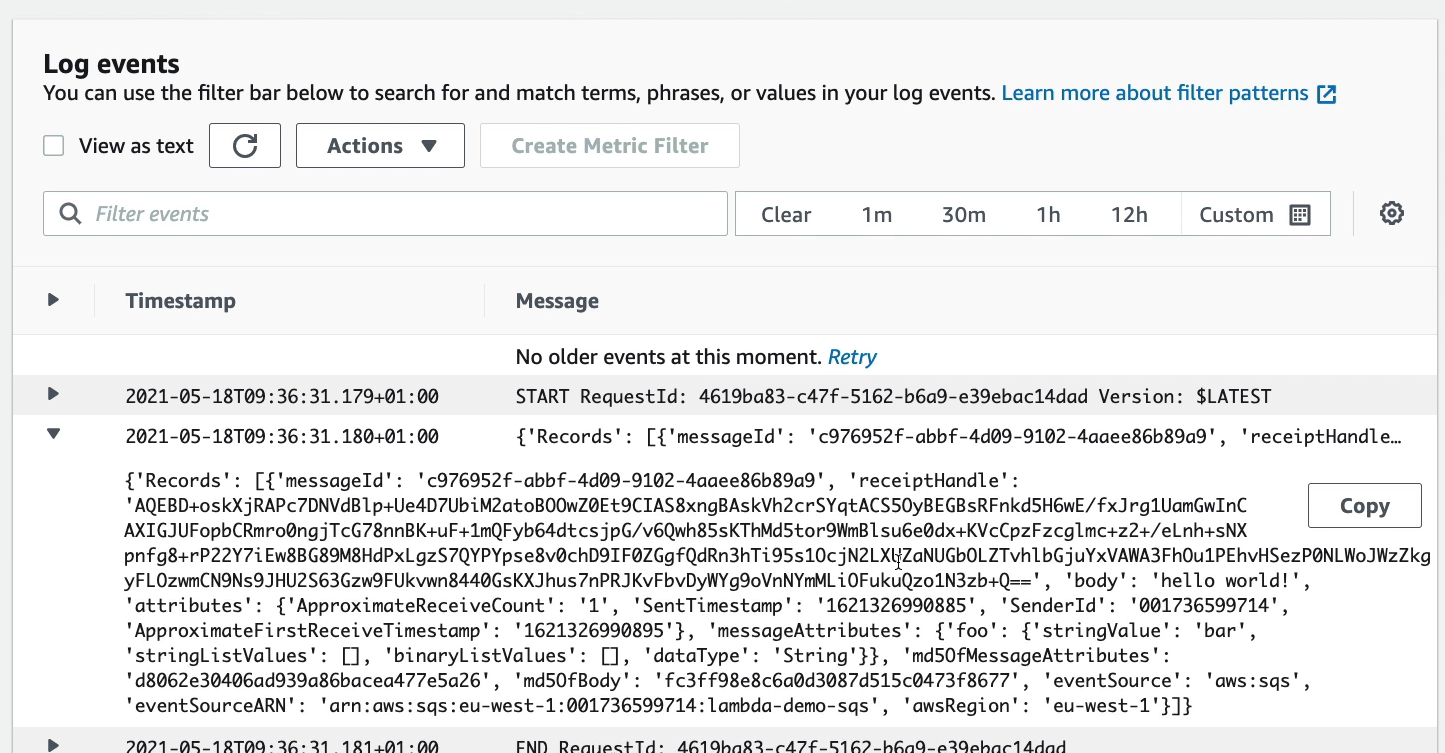 Log events
You can use the filter bar below to search for and match terms, phrases, or values in your log events. Learn more about filter patterns
View as text Actions Create Metric Filter
Filter events Clear 1m 30m 1h 12h Custom
Timestamp Message
No older events at this moment. Retry
2021-05-18T09:36:31.179+01:00 START RequestId: 4619ba83-c47f-5162-b6a9-e39ebac14dad Version: $LATEST
2021-05-18T09:36:31.180+01:00 {'Records': [{'messageId': 'c976952f-abbf-4d09-9102-4aaee86b89a9', 'receiptHandle…
{'Records': [{'messageId': 'c976952f-abbf-4d09-9102-4aaee86b89a9', 'receiptHandle':
'AQEBD+oskXjRAPc7DNVdBlp+Ue4D7UbiM2atoBOOwZ0Et9CIAS8xngBAskVh2crSYqtACS5OyBEGBsRFnkd5H6wE/fxJrg1UamGwInC
Copy
AXIGJUFopbCRmro0ngjTcG78nnBK+uF+1mQFyb64dtcsjpG/v6Qwh85sKThMd5tor9WmBlsu6e0dx+KVcCpzFzcglmc+z2+/eLnh+sNX
pnfg8+rP22Y7iEw8BG89M8HdPxLgzS7QYPYpse8v0chD9IF0ZGgfQdRn3hTi95s1OcjN2LXUZaNUGbOLZTvhlbGjuYxVAWA3FhOu1PEhvHSezP0NLWoJWzZkg
yFLOzwmCN9Ns9JHU2S63Gzw9FUkvwn8440GsKXJhus7nPRJKvFbvDyWYg9oVnNYmMLiOFukuQzo1N3zb+Q==', 'body': 'hello world!',
'attributes': {'ApproximateReceiveCount': '1', 'SentTimestamp': '1621326990885', 'SenderId': '001736599714',
'ApproximateFirstReceiveTimestamp': '1621326990895'}, 'messageAttributes': {'foo': {'stringValue': 'bar',
'stringListValues': [], 'binaryListValues': [], 'dataType': 'String'}}, 'md5OfMessageAttributes':
'd8062e30406ad939a86bacea477e5a26', 'md5OfBody': 'fc3ff98e8c6a0d3087d515c0473f8677', 'eventSource': 'aws:sqs',
'eventSourceARN': 'arn:aws:sqs:eu-west-1:001736599714:lambda-demo-sqs', 'awsRegion': 'eu-west-1'}]}
2021-05-18T09:36:31.181+01:00 END RequestId: 4619ba83-c47f-5162-b6a9-e39ebac14dad